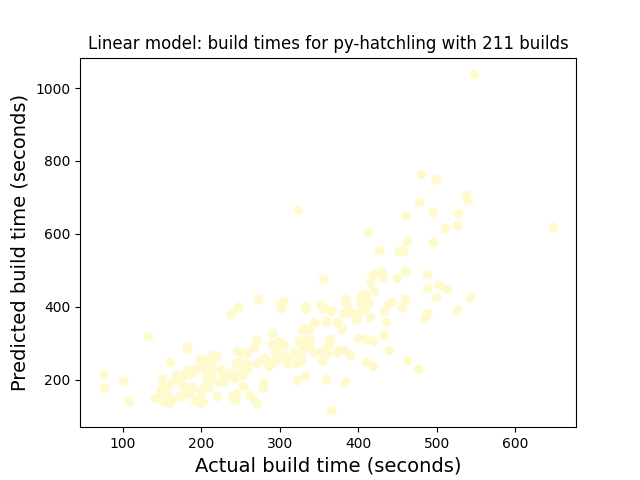 Linear model: build times for py-hatchling with 211 builds
1000
800
600
400
200
Predicted build time (seconds)
100 200 300 400 500 600
Actual build time (seconds)